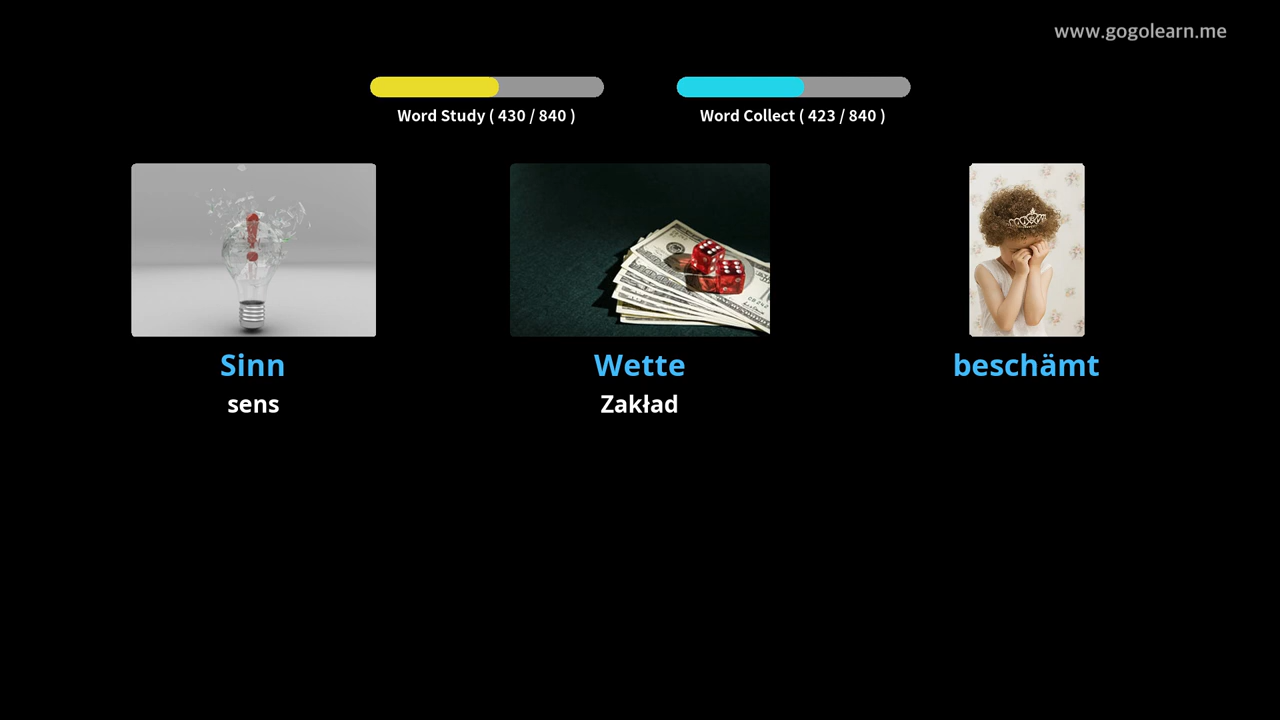 www.gogolearn.me
Word Study ( 430 / 840 )
Word Collect ( 423 / 840 )
Sinn
sens
Wette
Zakład
beschämt